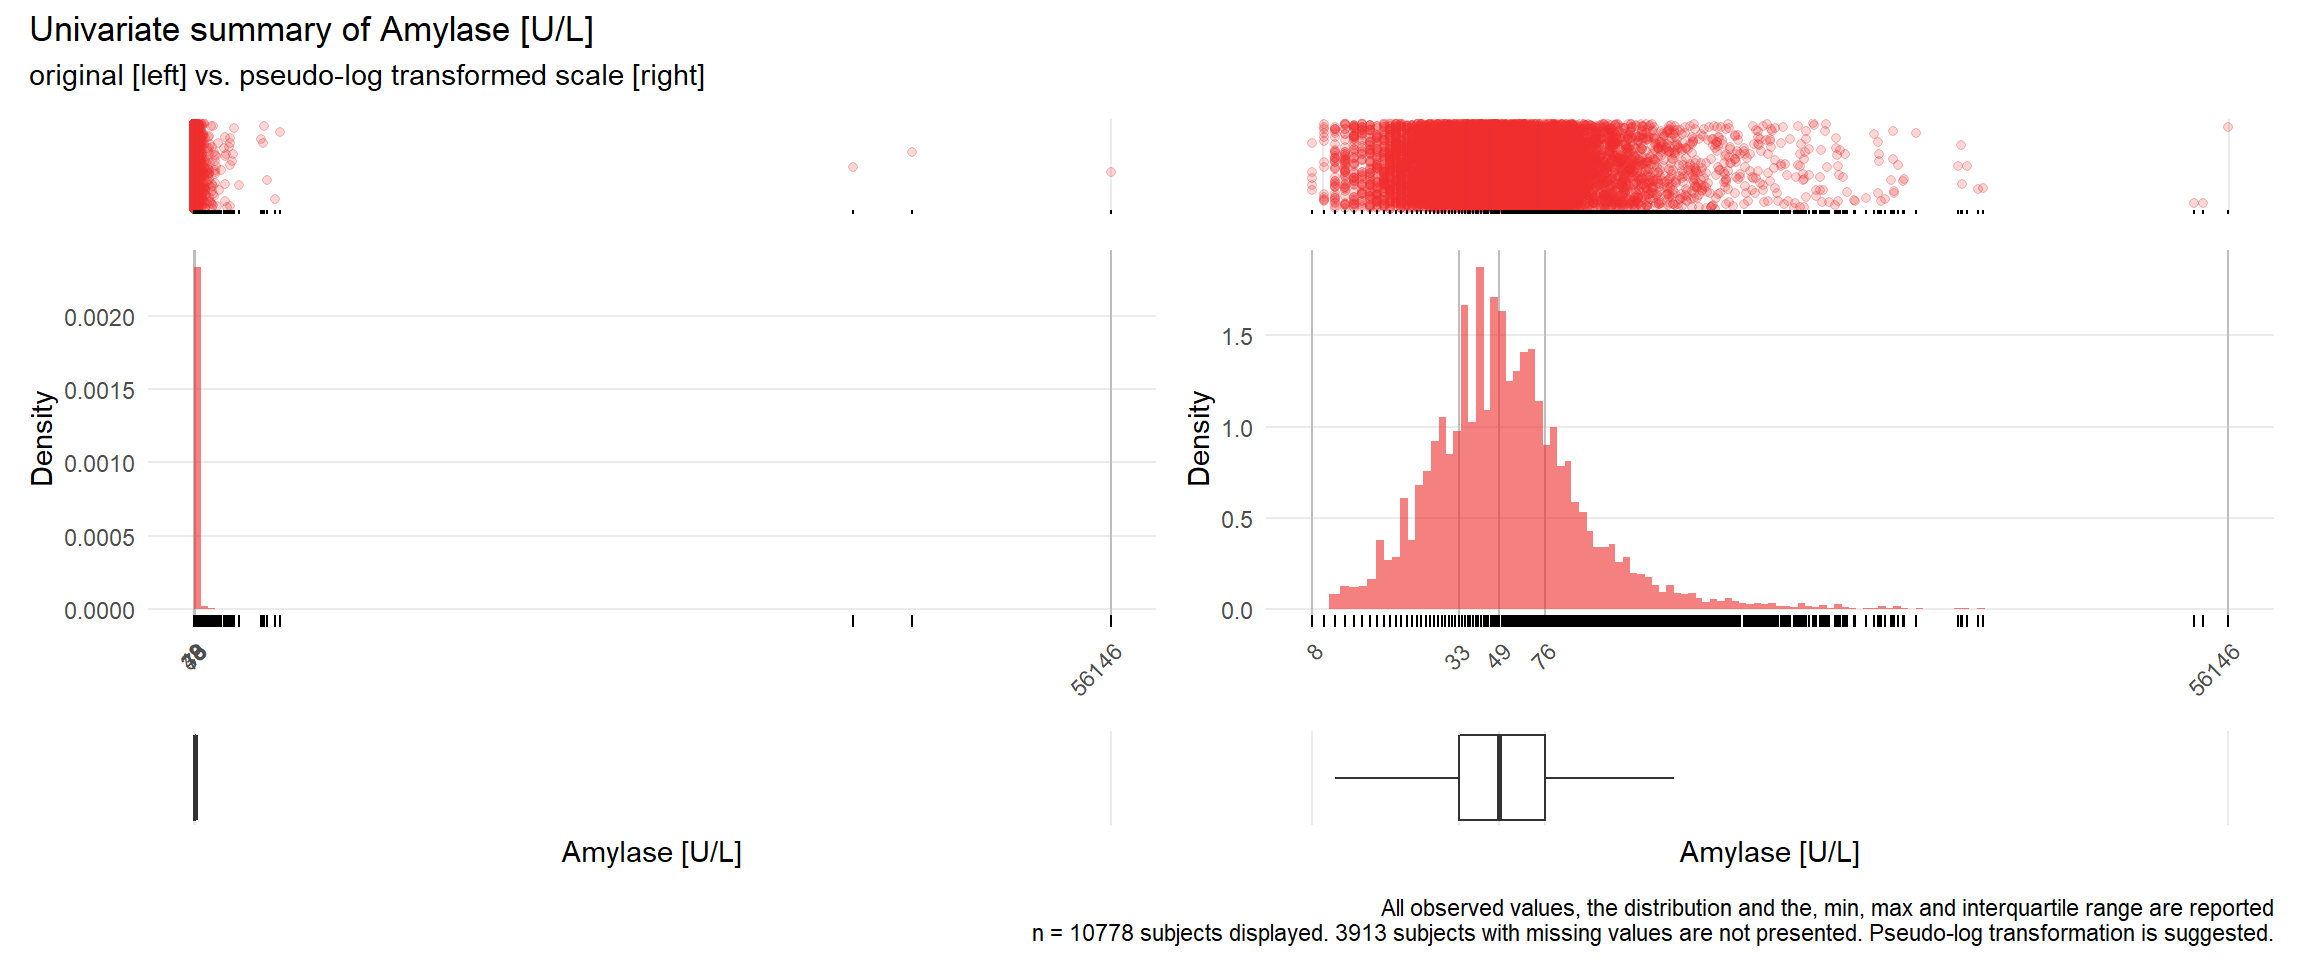 Univariate summary of Amylase [U/L]
original [left] vs. pseudo-log transformed scale [right]
Density
0.0020
0.0015
0.0010
0.0005
0.0000
56146
Amylase [U/L]
Density
1.5
1.0
0.5
0.0
8
33
49
76
56146
Amylase [U/L]
All observed values, the distribution and the, min, max and interquartile range are reported
n = 10778 subjects displayed. 3913 subjects with missing values are not presented. Pseudo-log transformation is suggested.